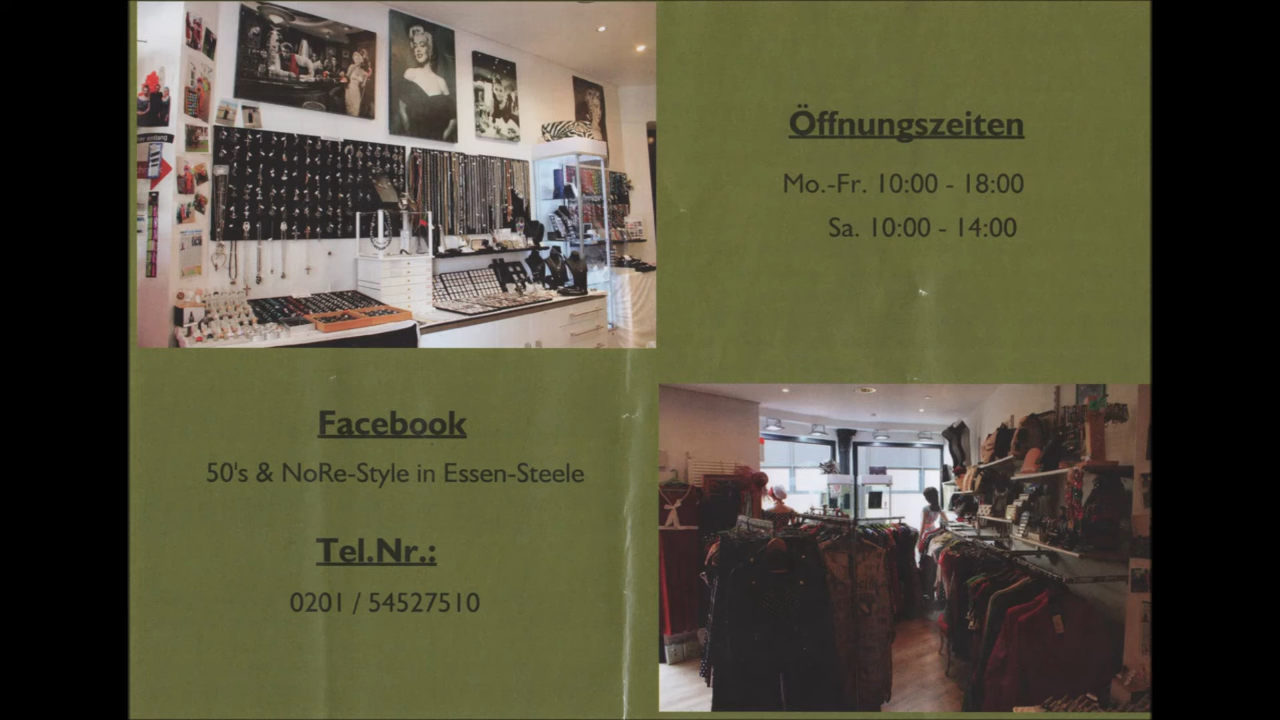 Öffnungszeiten
Mo.-Fr. 10:00 - 18:00
Sa. 10:00 - 14:00
Facebook
50's & NoRe-Style in Essen-Steele
Tel.Nr.:
0201 / 54527510